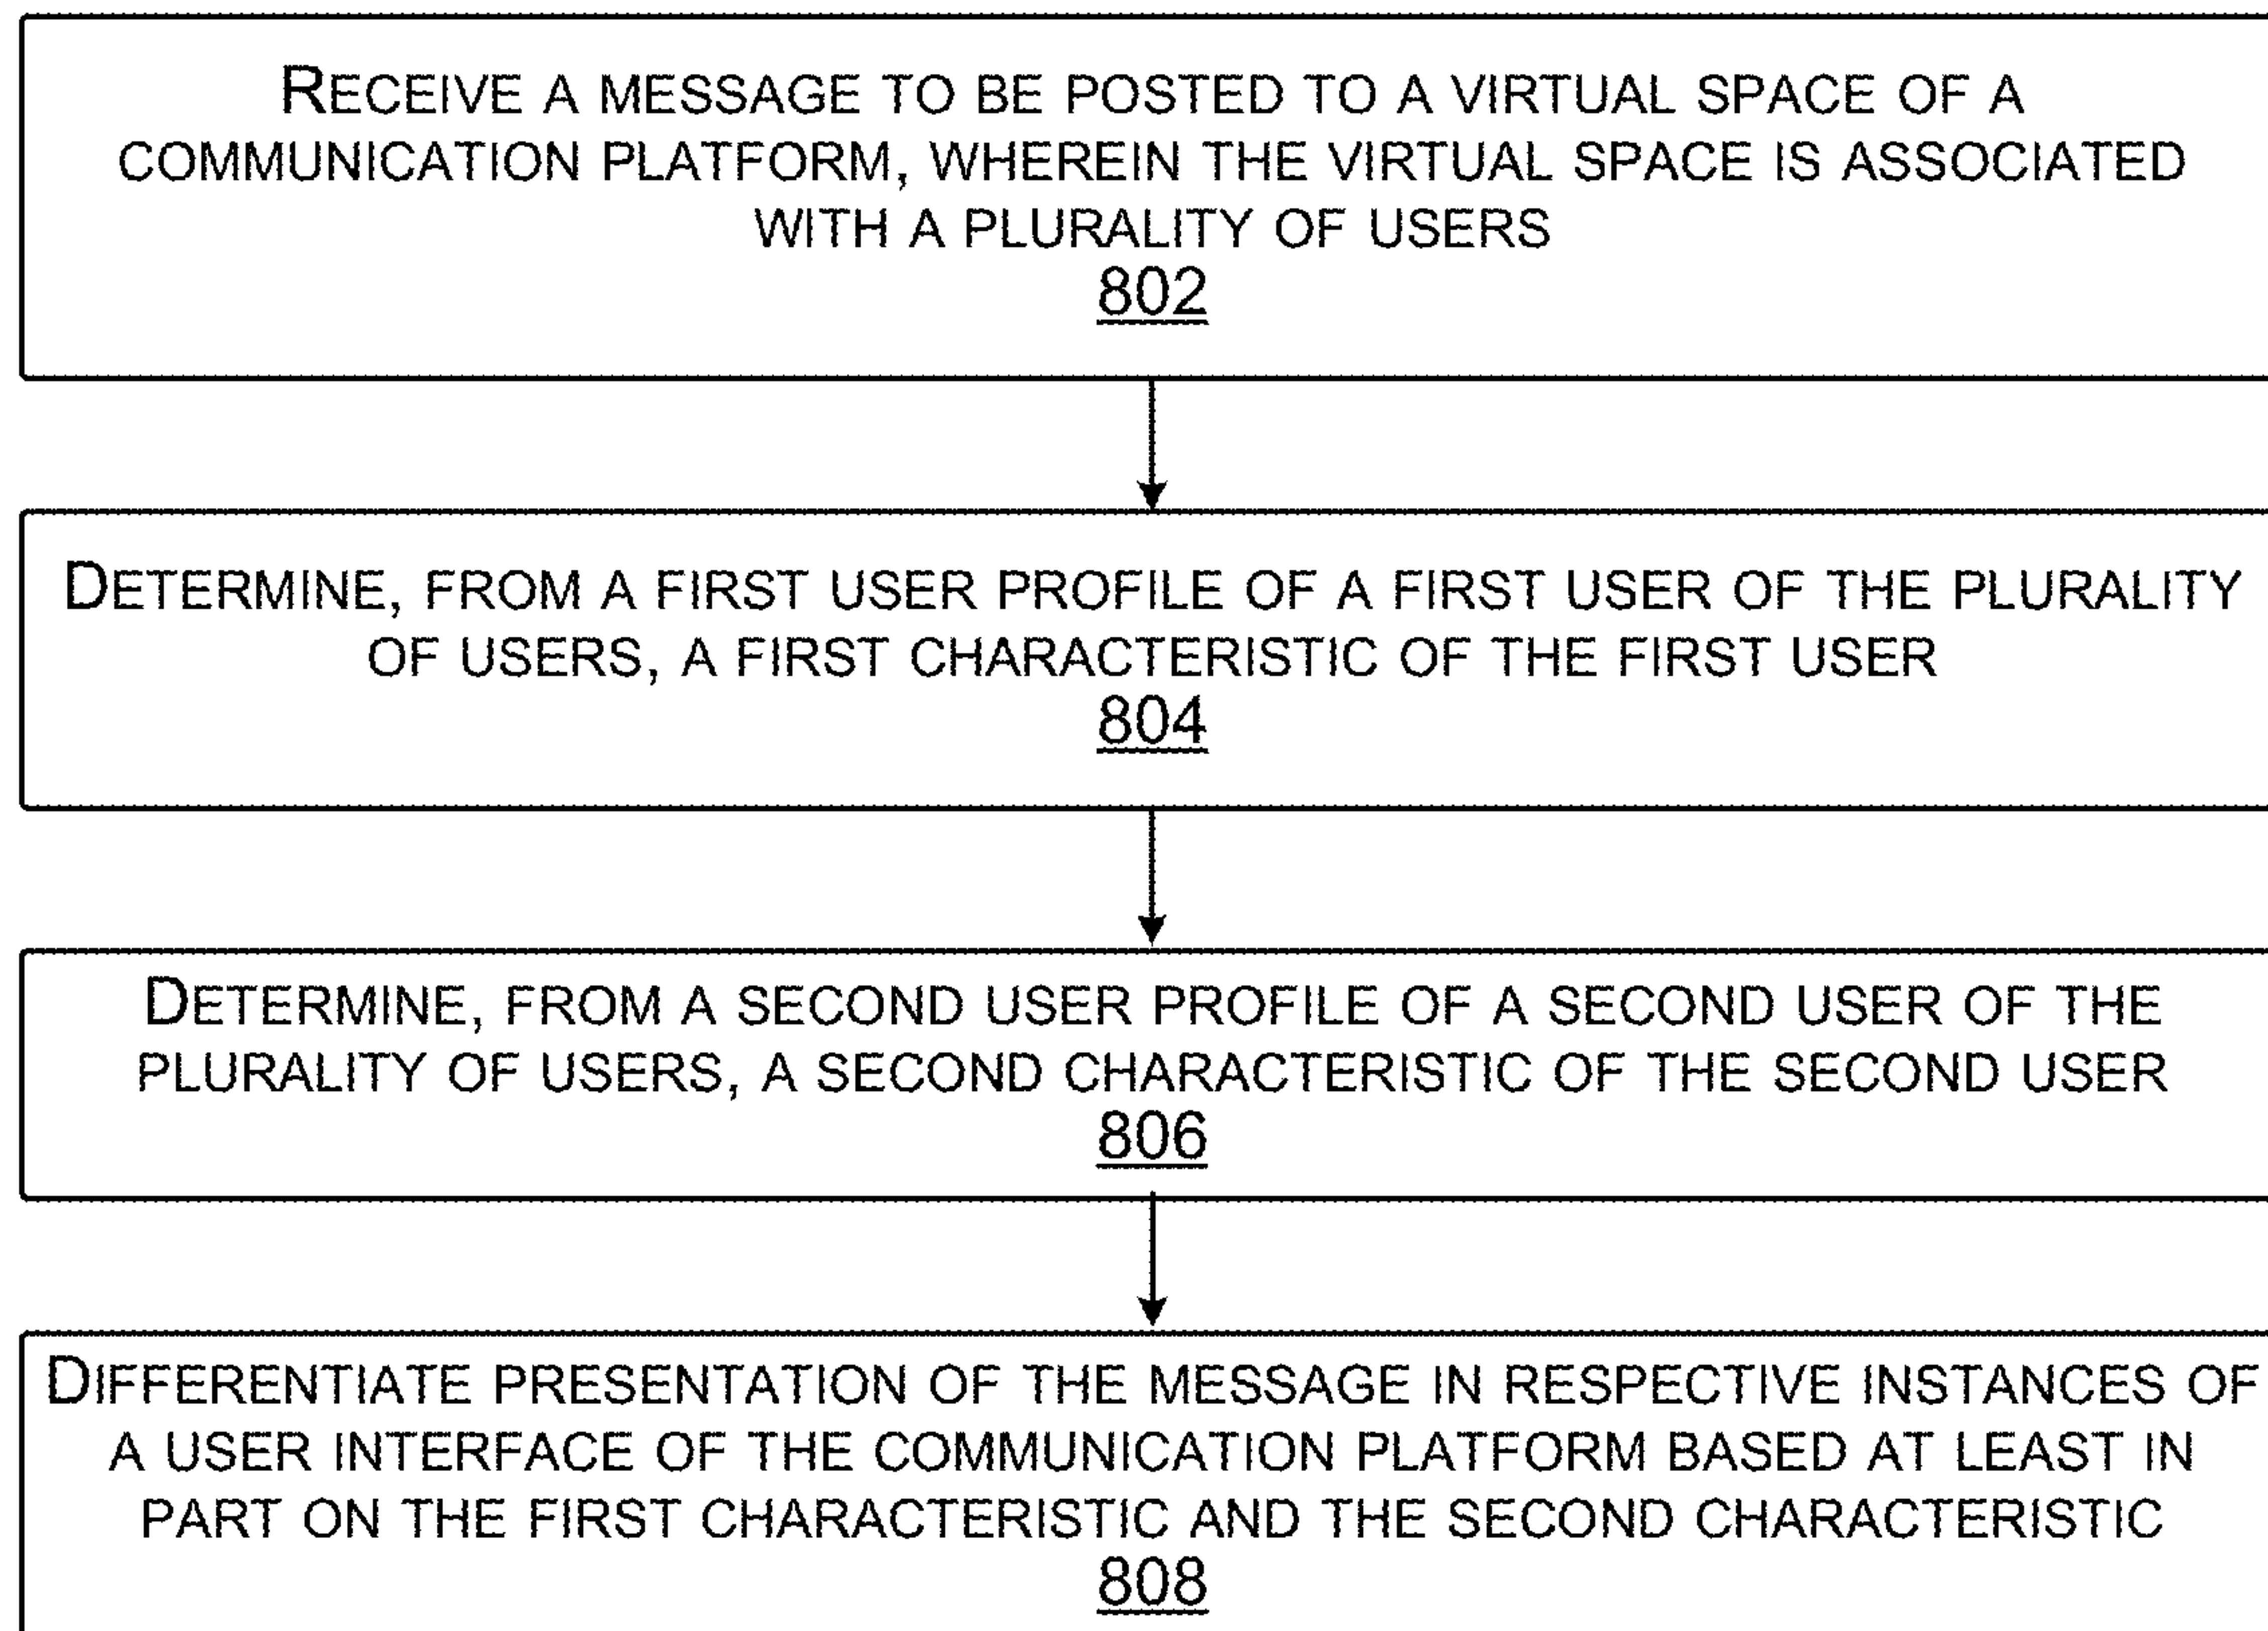 RECEIVE A MESSAGE TO BE POSTED TO A VIRTUAL SPACE OF A
COMMUNICATION PLATFORM, WHEREIN THE VIRTUAL SPACE IS ASSOCIATED
WITH A PLURALITY OF USERS
802
DETERMINE, FROM A FIRST USER PROFILE OF A FIRST USER OF THE PLURALITY
OF USERS, A FIRST CHARACTERISTIC OF THE FIRST USER
804
DETERMINE, FROM A SECOND USER PROFILE OF A SECOND USER OF THE
PLURALITY OF USERS, A SECOND CHARACTERISTIC OF THE SECOND USER
806
DIFFERENTIATE PRESENTATION OF THE MESSAGE IN RESPECTIVE INSTANCES OF
A USER INTERFACE OF THE COMMUNICATION PLATFORM BASED AT LEAST IN
PART ON THE FIRST CHARACTERISTIC AND THE SECOND CHARACTERISTIC
808